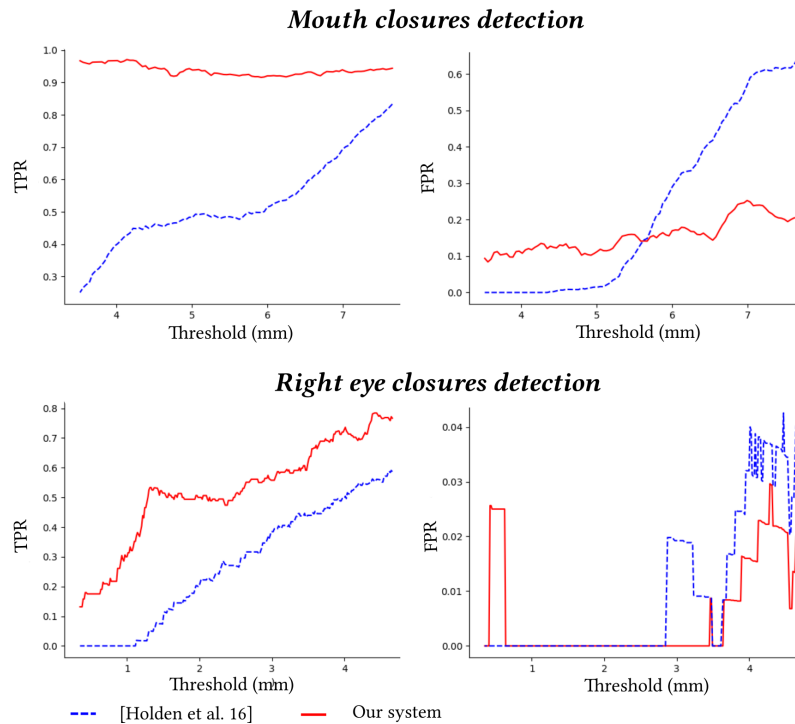 Mouth closures detection
1.0
0.9
0.8
0.7
0.6
0.5
0.4
0.3
TPR
4 5 6 7
Threshold (mm)
0.6
0.5
0.4
0.3
0.2
0.1
0.0
FPR
4 5 6 7
Threshold (mm)
Right eye closures detection
0.8
0.7
0.6
0.5
0.4
0.3
0.2
0.1
0.0
TPR
1 2 3 4
Threshold (mm)
0.04
0.03
0.02
0.01
0.00
FPR
1 2 3 4
Threshold (mm)
[Holden et al. 16] Our system